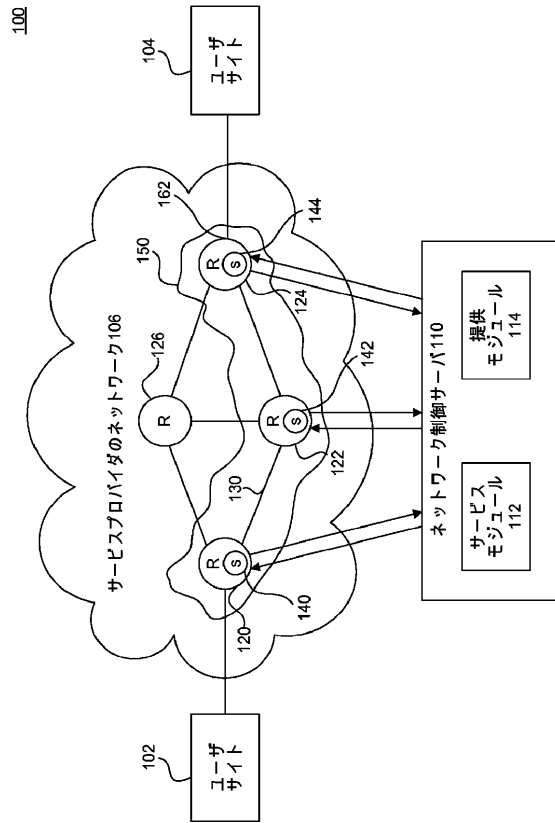 100
104
ユーザ
サイト
サービスプロバイダのネットワーク106
150
162
144
126
R
R
S
124
142
R
S
122
130
R
S
140
120
102
ユーザ
サイト
ネットワーク制御サーバ110
サービス
モジュール
112
提供
モジュール
114